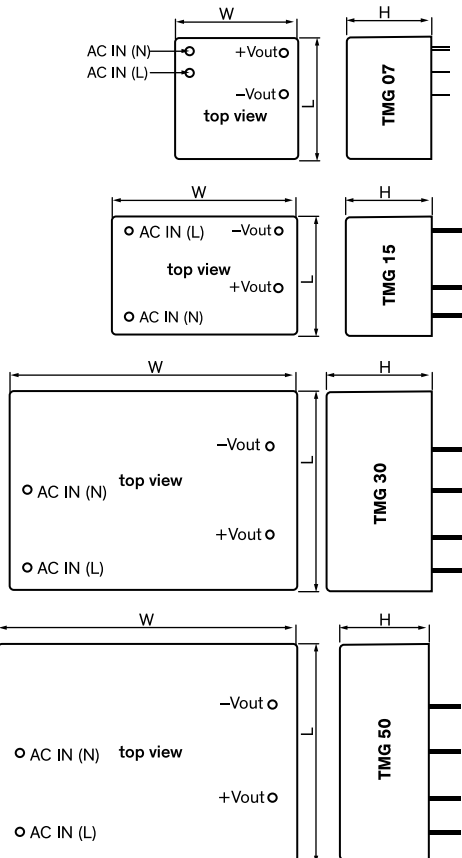 W
H
AC IN (N)
+Vout
AC IN (L)
−Vout
top view
L
TMG 07
W
H
AC IN (L)
−Vout
top view
+Vout
AC IN (N)
L
TMG 15
W
H
−Vout
AC IN (N)
top view
+Vout
AC IN (L)
L
TMG 30
W
H
−Vout
AC IN (N)
top view
+Vout
AC IN (L)
L
TMG 50